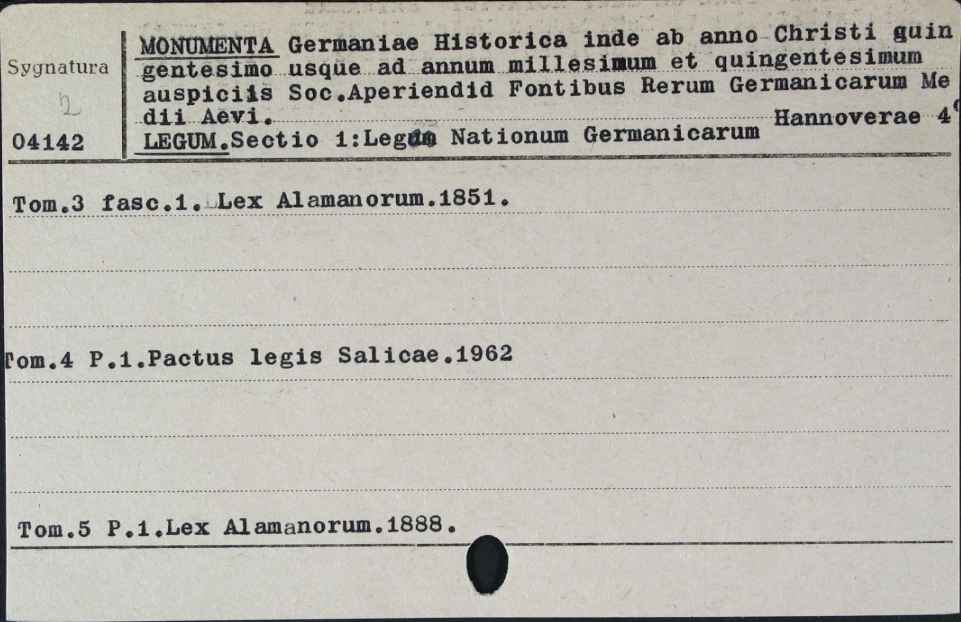 MONUMENTA Germaniae Historica inde ab anno Christi quin
Sygnatura
gentesimo usque ad annum millesimum et quingentesimum
2
auspiciis Soc.Aperiendid Fontibus Rerum Germanicarum Me
dii Aevi. Hannoverae 4°
04142
LEGUM.Sectio 1: Nationum Germanicarum
Tom.3 fasc.1. Lex Alamanorum.1851.
Tom.4 P.1.Pactus legis Salicae.1962
Tom.5 P.1.Lex Alamanorum.1888.